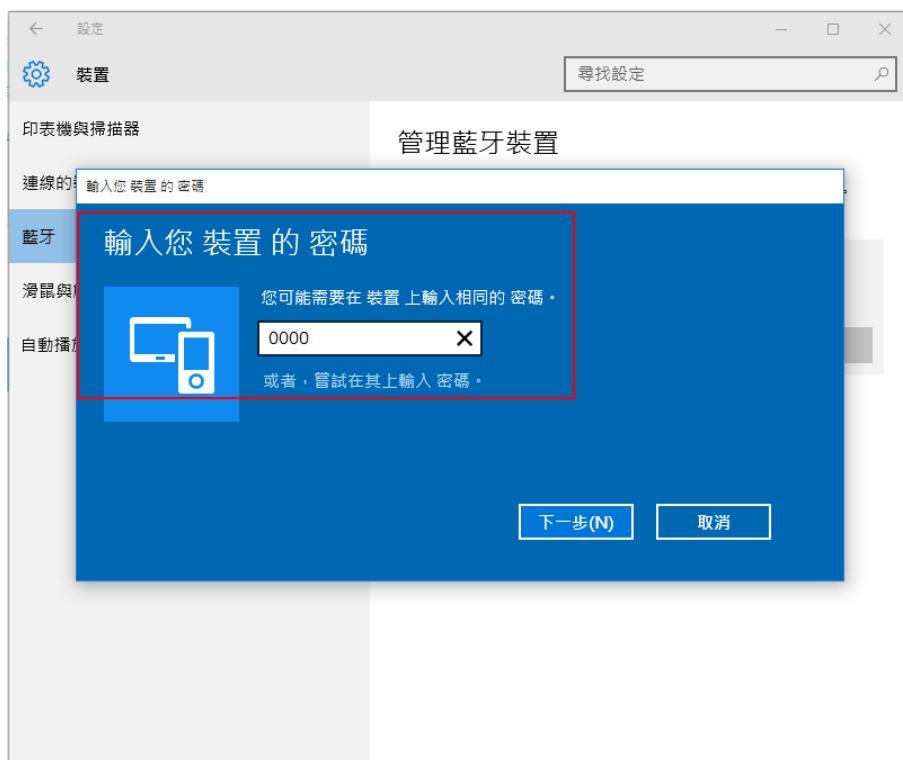 設定
裝置
尋找設定
印表機與掃描器
管理藍牙裝置
連線的
輸入您 裝置 的 密碼
藍牙
輸入您 裝置 的 密碼
滑鼠與
您可能需要在 裝置 上輸入相同的 密碼。
0000
自動播
或者，嘗試在其上輸入 密碼。
下一步(N)
取消